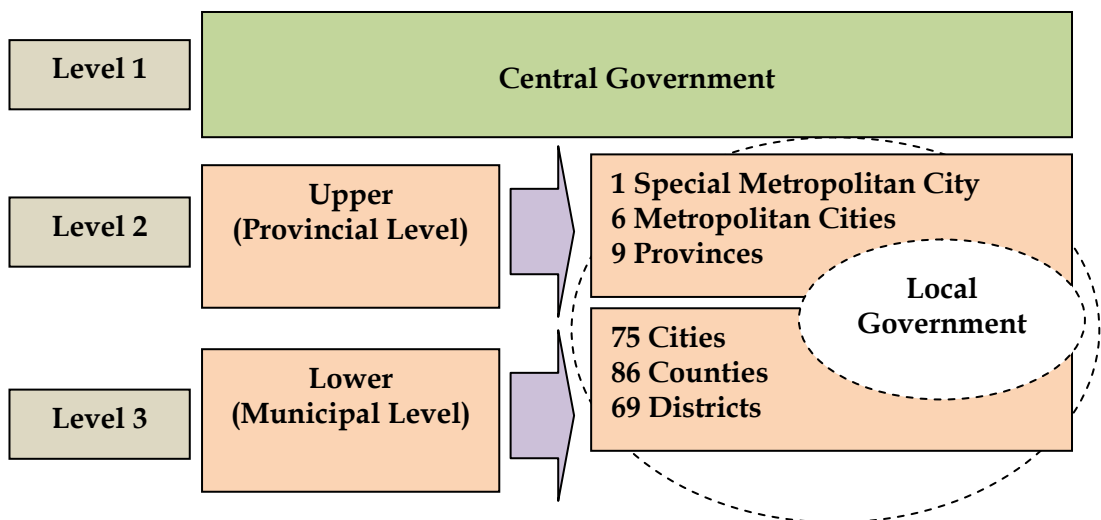 Level 1
Central Government
Level 2
Upper
(Provincial Level)
1 Special Metropolitan City
6 Metropolitan Cities
9 Provinces
Local
Government
Level 3
Lower
(Municipal Level)
75 Cities
86 Counties
69 Districts